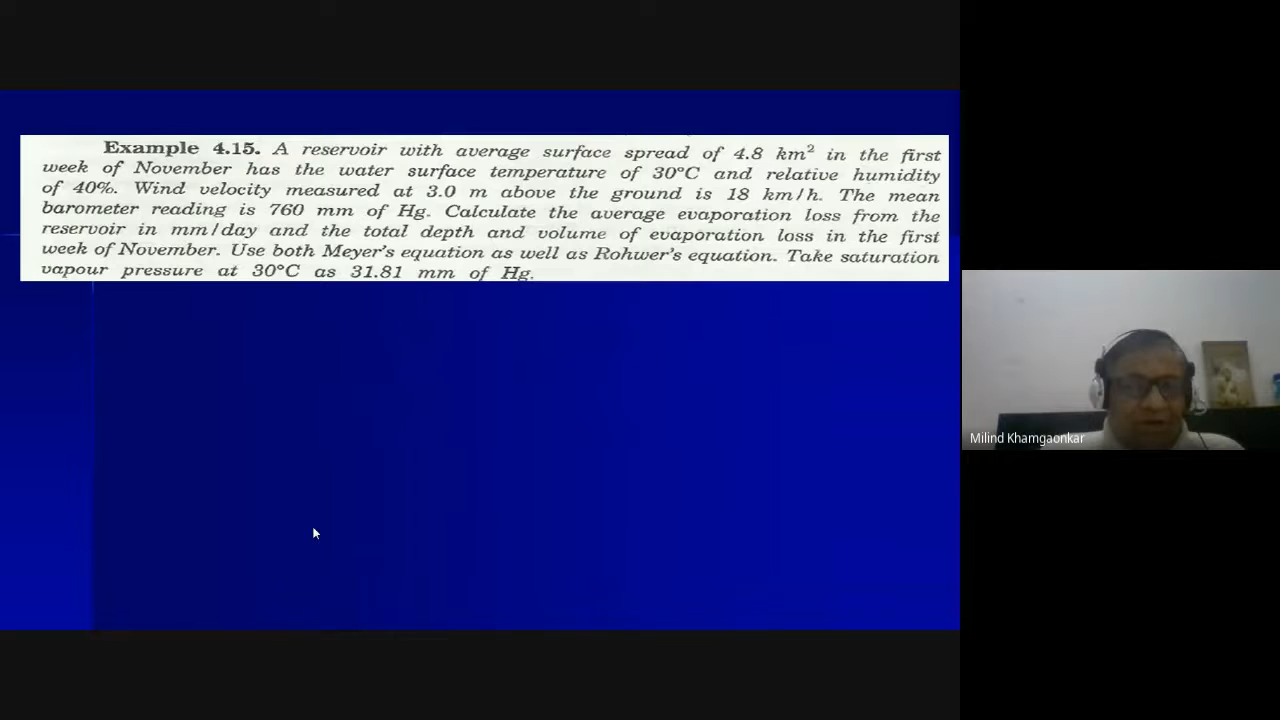 Example 4.15. A reservoir with average surface spread of 4.8 km² in the first
week of November has the water surface temperature of 30°C and relative humidity
of 40%. Wind velocity measured at 3.0 m above the ground is 18 km/h. The mean
barometer reading is 760 mm of Hg. Calculate the average evaporation loss from the
reservoir in mm/day and the total depth and volume of evaporation loss in the first
week of November. Use both Meyer's equation as well as Rohwer's equation. Take saturation
vapour pressure at 30°C as 31.81 mm of Hg.
Milind Khamgaonkar